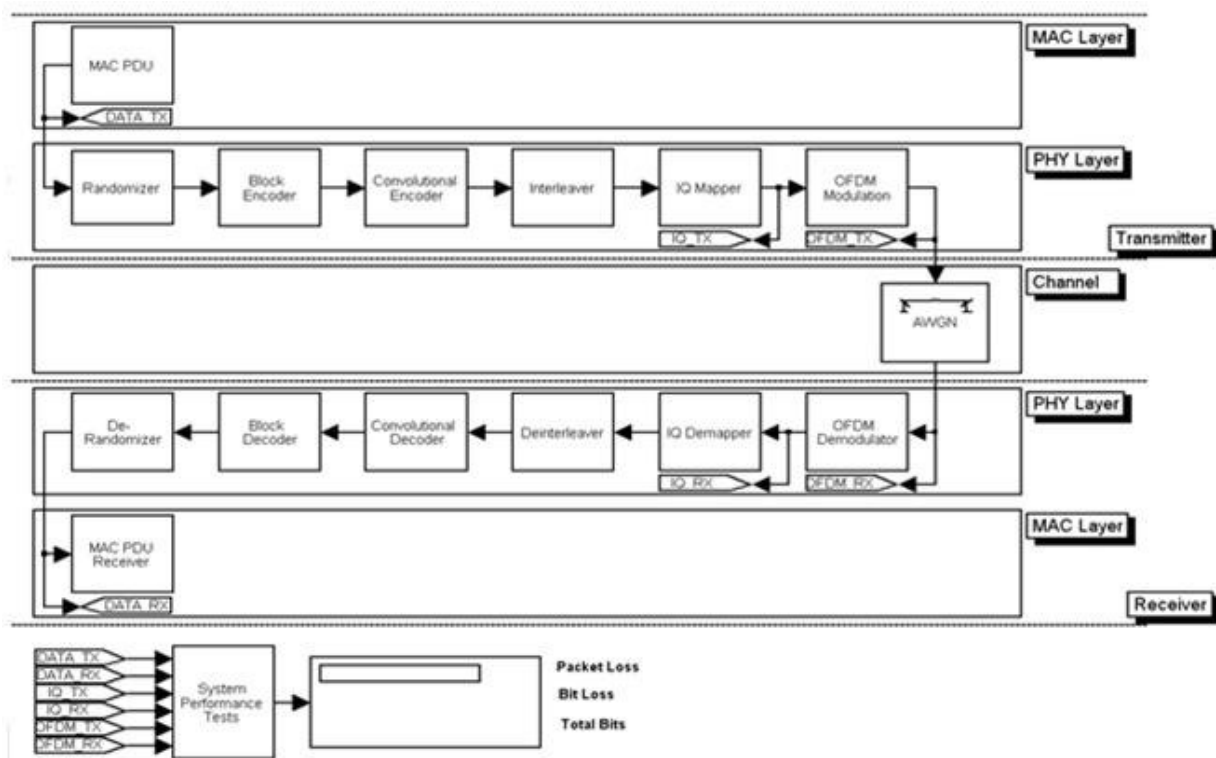 MAC Layer
MAC PDU
DATA_TX
PHY Layer
Randomizer
Block
Encoder
Convolutional
Encoder
Interleaver
IQ Mapper
OFDM
Modulation
IQ_TX
OFDM_TX
Transmitter
Channel
AWGN
PHY Layer
De-
Randomizer
Block
Decoder
Convolutional
Decoder
Deinterleaver
IQ Demapper
OFDM
Demodulator
IQ_RX
OFDM_RX
MAC Layer
MAC PDU
Receiver
DATA_RX
Receiver
DATA_TX
DATA_RX
IQ_TX
IQ_RX
OFDM_TX
OFDM_RX
System
Performance
Tests
Packet Loss
Bit Loss
Total Bits